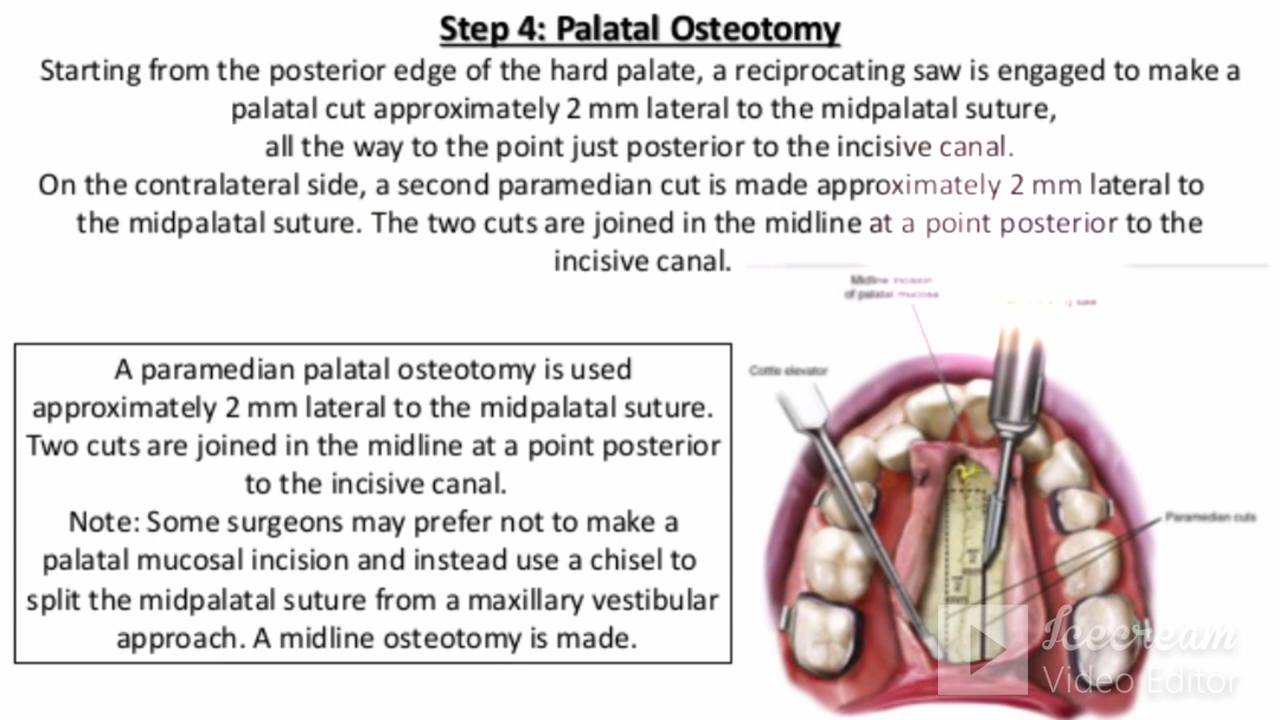 Step 4: Palatal Osteotomy
Starting from the posterior edge of the hard palate, a reciprocating saw is engaged to make a
palatal cut approximately 2 mm lateral to the midpalatal suture,
all the way to the point just posterior to the incisive canal.
On the contralateral side, a second paramedian cut is made approximately 2 mm lateral to
the midpalatal suture. The two cuts are joined in the midline at a point posterior to the
incisive canal.
Midline incision
of palatal mucosa
saw
Cottle elevator
A paramedian palatal osteotomy is used
approximately 2 mm lateral to the midpalatal suture.
Two cuts are joined in the midline at a point posterior
to the incisive canal.
Note: Some surgeons may prefer not to make a
palatal mucosal incision and instead use a chisel to
split the midpalatal suture from a maxillary vestibular
approach. A midline osteotomy is made.
Paramedian cuts
2
mm
2
mm
Icecream
Video Editor